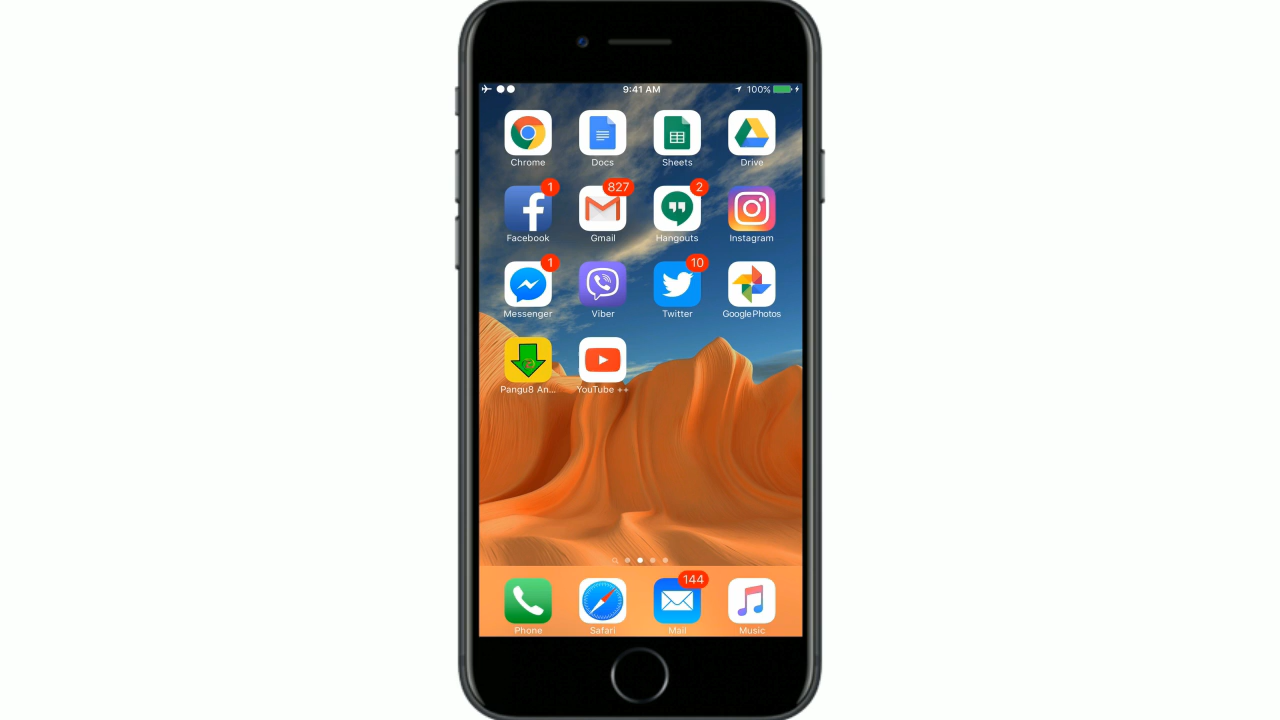 9:41 AM 100%
Chrome Docs Sheets Drive
1 827 2
Facebook Gmail Hangouts Instagram
1 10
Messenger Viber Twitter Google Photos
Pangu8 An... YouTube ++
144
Phone Safari Mail Music